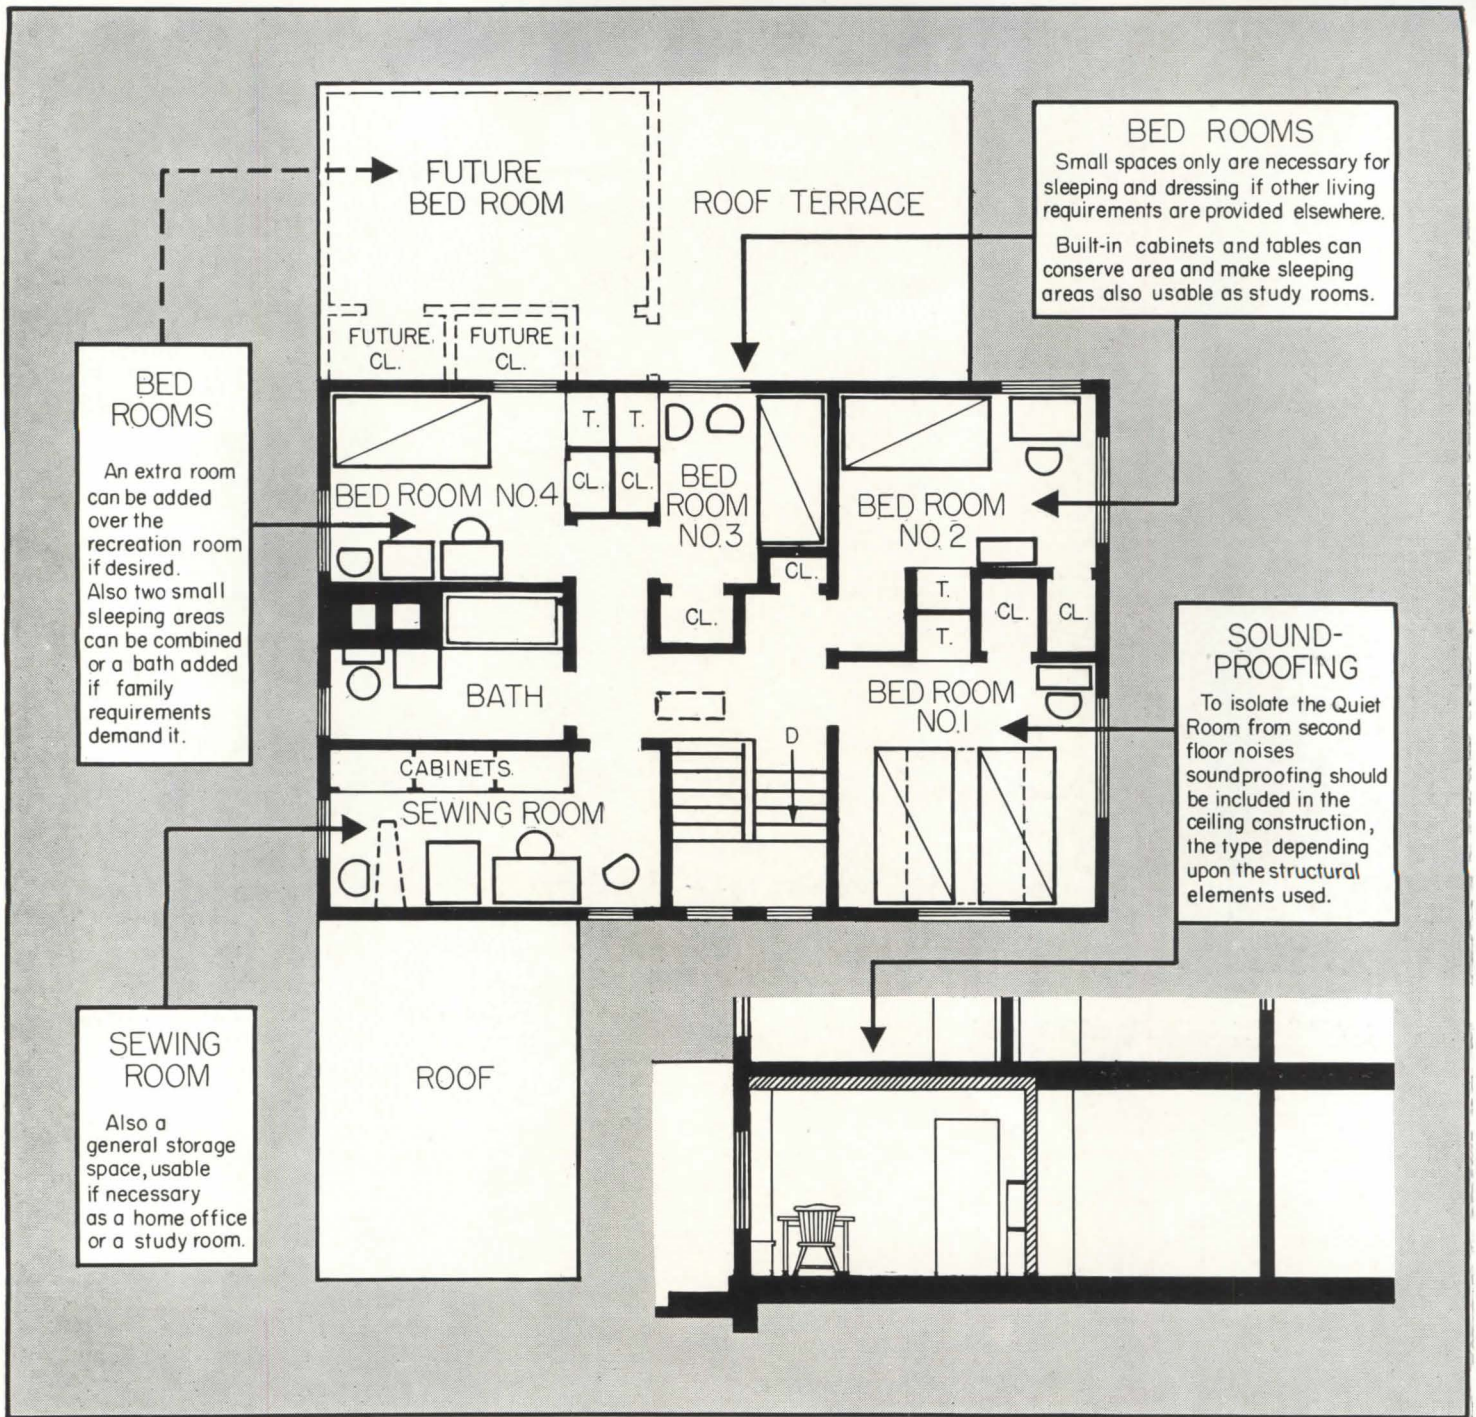 FUTURE
BED ROOM
ROOF TERRACE
FUTURE
CL.
FUTURE
CL.
BED ROOMS
Small spaces only are necessary for
sleeping and dressing if other living
requirements are provided elsewhere.
Built-in cabinets and tables can
conserve area and make sleeping
areas also usable as study rooms.
BED
ROOMS
An extra room
can be added
over the
recreation room
if desired.
Also two small
sleeping areas
can be combined
or a bath added
if family
requirements
demand it.
T.
T.
CL.
CL.
BED ROOM NO.4
BED
ROOM
NO.3
CL.
CL.
BED ROOM
NO.2
T.
T.
CL.
CL.
BATH
BED ROOM
NO.1
D
CABINETS.
SEWING ROOM
SOUND-
PROOFING
To isolate the Quiet
Room from second
floor noises
soundproofing should
be included in the
ceiling construction,
the type depending
upon the structural
elements used.
SEWING
ROOM
Also a
general storage
space, usable
if necessary
as a home office
or a study room.
ROOF